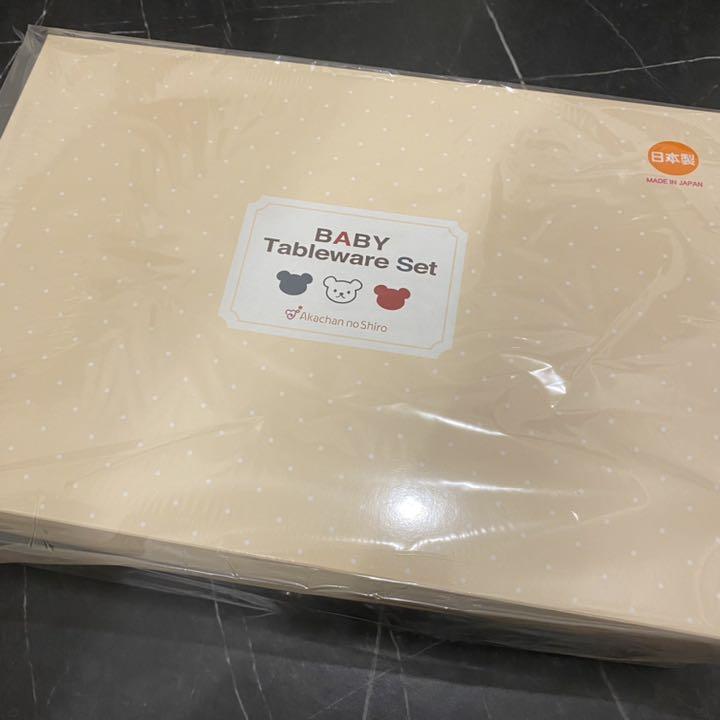 日本製
MADE IN JAPAN
BABY
Tableware Set
Akachan no Shiro